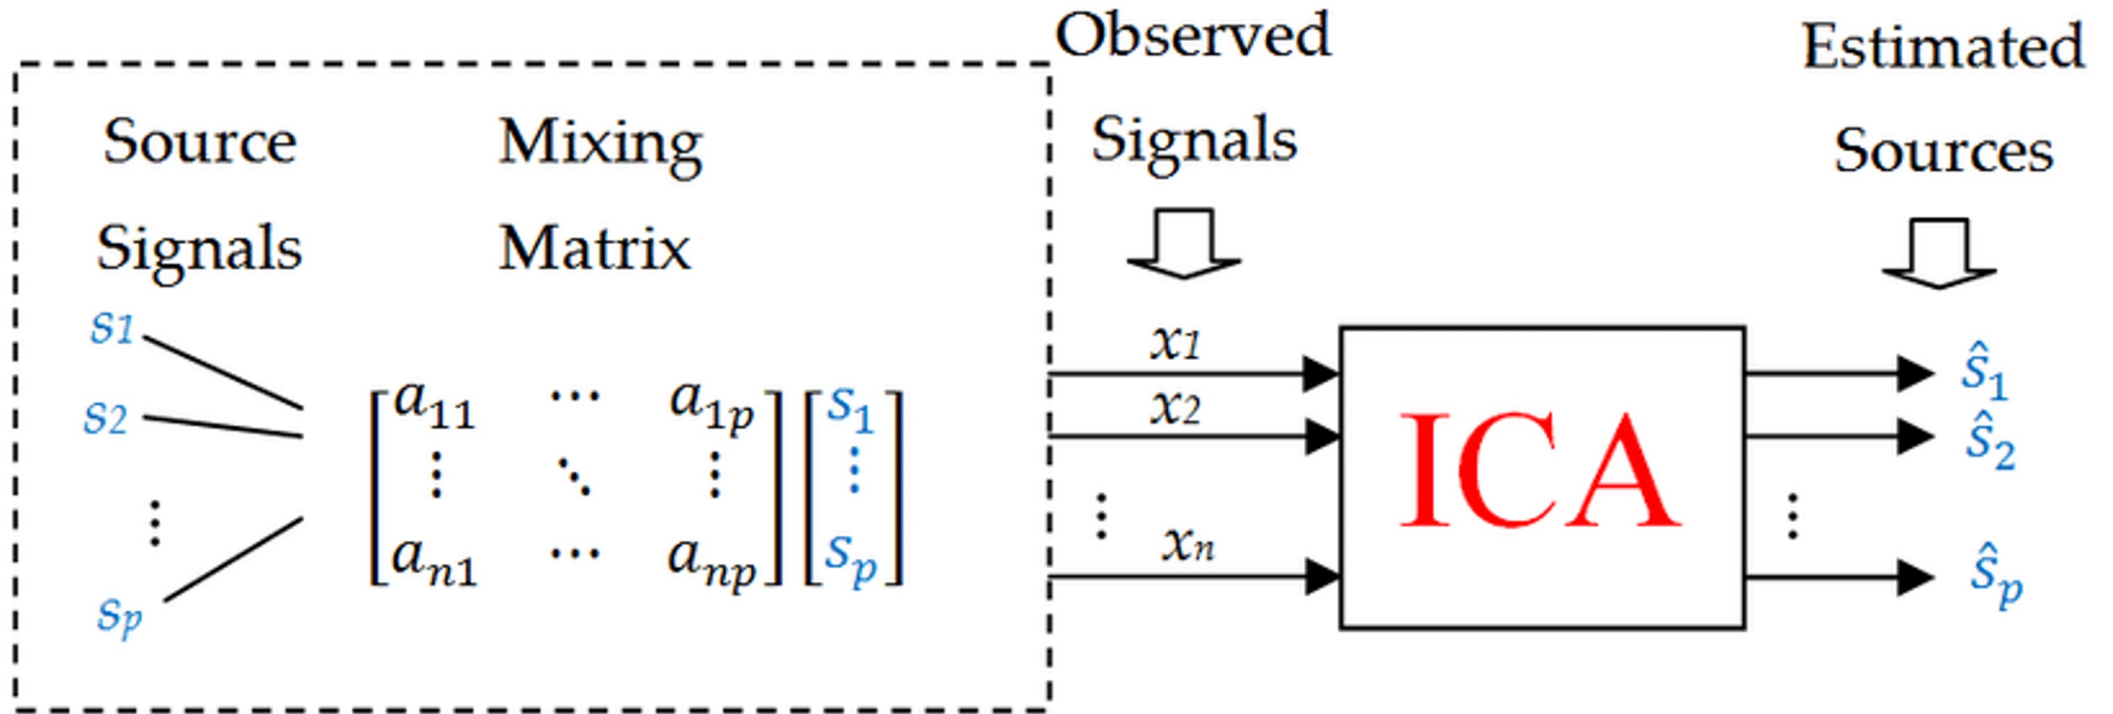 Source
Signals
Mixing
Matrix
Observed
Signals
Estimated
Sources
s1
s2
⋮
sp
a₁₁ ⋯ a₁ₚ
⋮ ⋱ ⋮
aₙ₁ ⋯ aₙₚ
s₁
⋮
sₚ
x1
x2
⋮
xn
ICA
ŝ₁
ŝ₂
⋮
ŝₚ